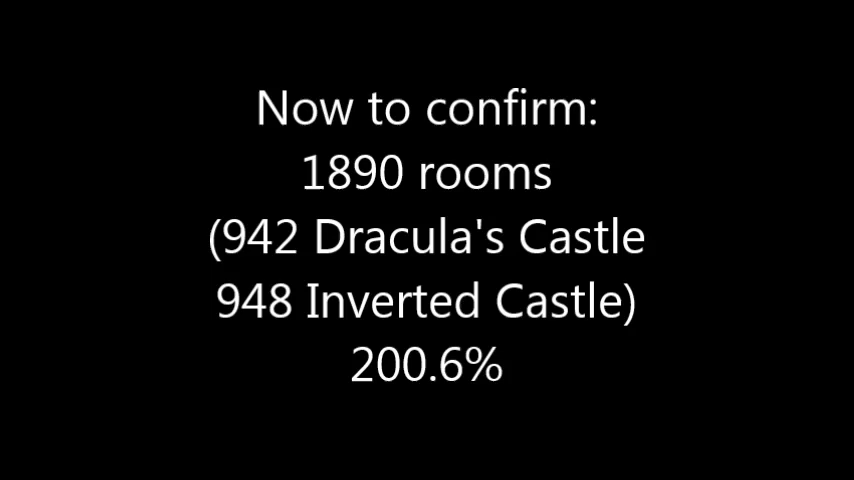 Now to confirm:
1890 rooms
(942 Dracula's Castle
948 Inverted Castle)
200.6%